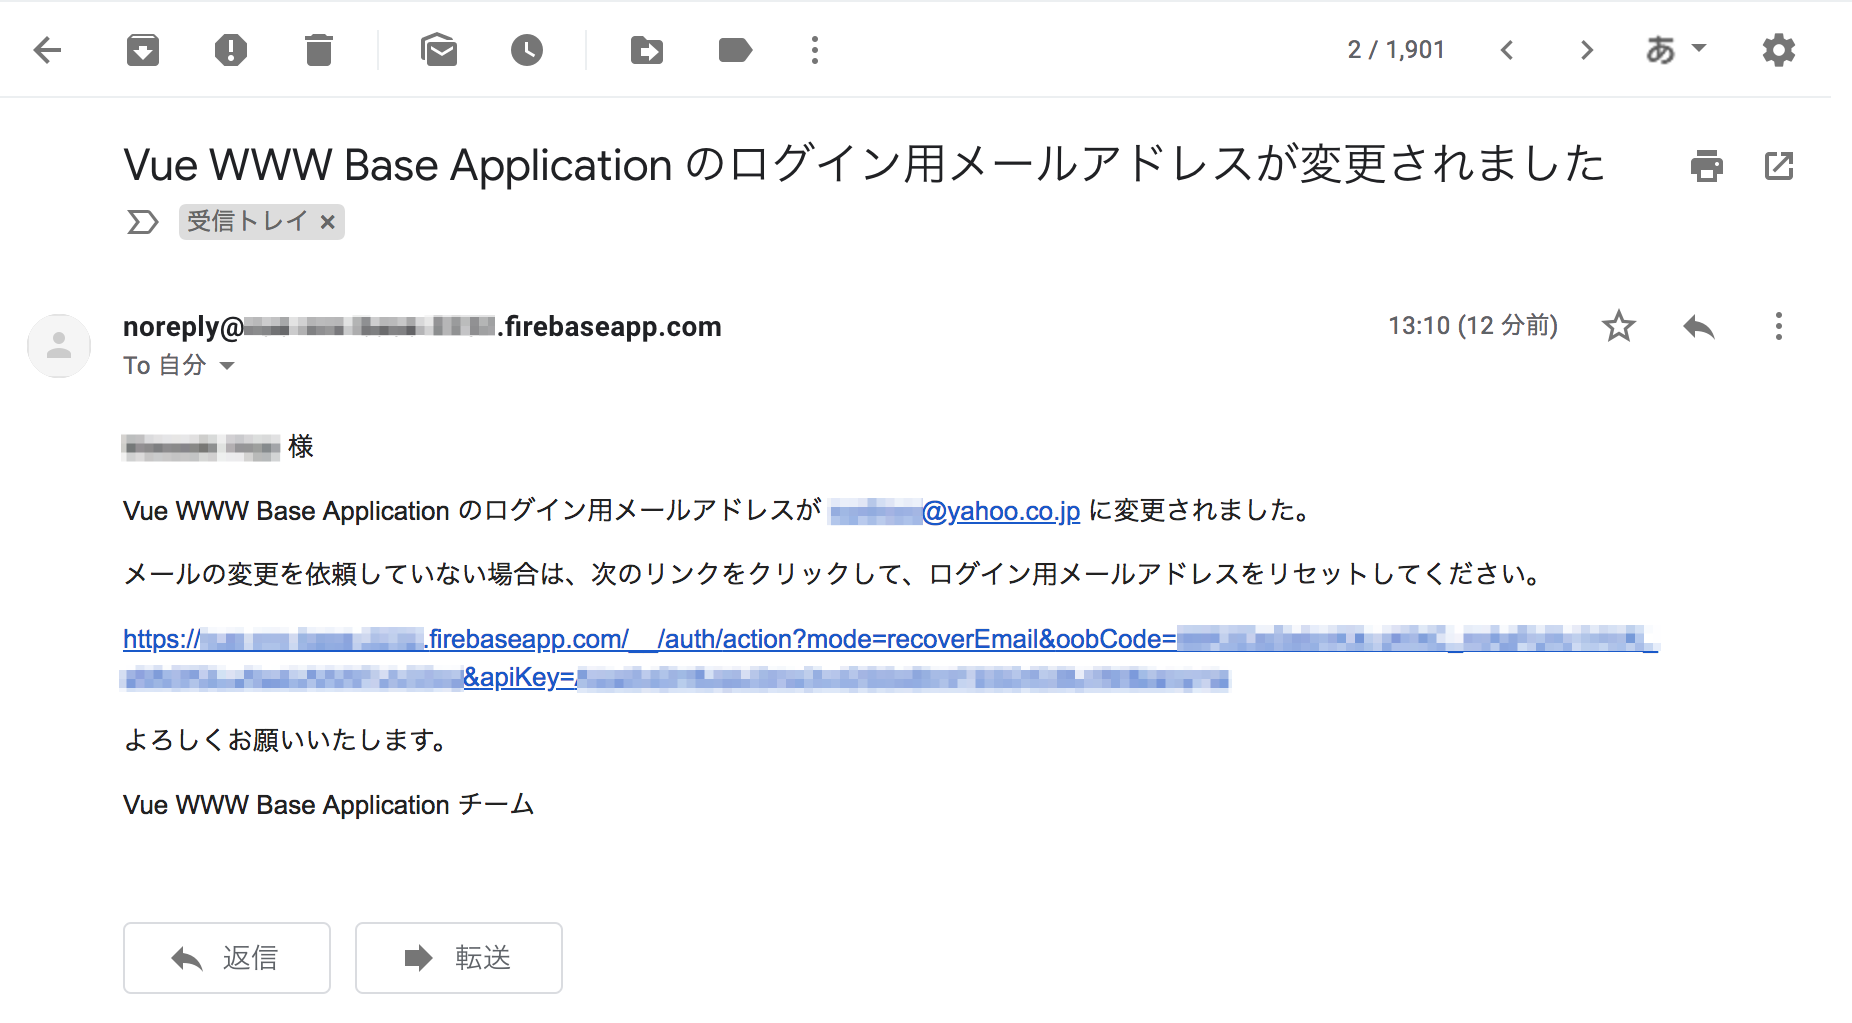 2 / 1,901
あ
Vue WWW Base Application のログイン用メールアドレスが変更されました
受信トレイ ×
noreply@ .firebaseapp.com
13:10 (12 分前)
To 自分
様
Vue WWW Base Application のログイン用メールアドレスが @yahoo.co.jp に変更されました。
メールの変更を依頼していない場合は、次のリンクをクリックして、ログイン用メールアドレスをリセットしてください。
https:// .firebaseapp.com/__/auth/action?mode=recoverEmail&oobCode=
&apiKey=
よろしくお願いいたします。
Vue WWW Base Application チーム
返信
転送